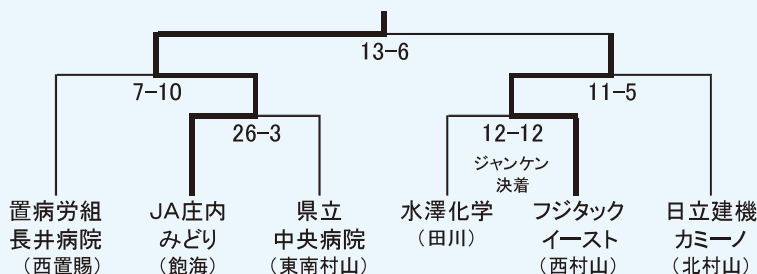 13−6
7−10
11−5
26−3
12−12
ジャンケン
決着
置病労組
長井病院
（西置賜）
JA庄内
みどり
（飽海）
県立
中央病院
（東南村山）
水澤化学
（田川）
フジタック
イースト
（西村山）
日立建機
カミーノ
（北村山）